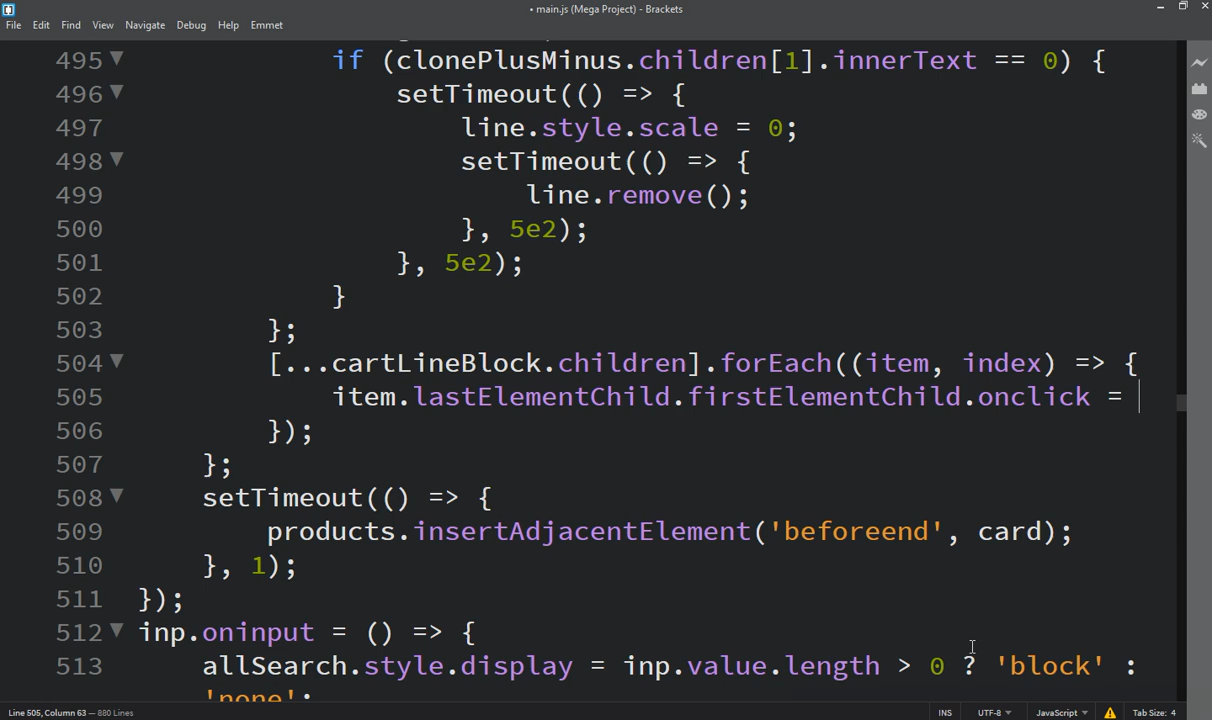 • main.js (Mega Project) - Brackets
File Edit Find View Navigate Debug Help Emmet
495 if (clonePlusMinus.children[1].innerText == 0) {
496 setTimeout(() => {
497 line.style.scale = 0;
498 setTimeout(() => {
499 line.remove();
500 }, 5e2);
501 }, 5e2);
502 }
503 };
504 [...cartLineBlock.children].forEach((item, index) => {
505 item.lastElementChild.firstElementChild.onclick =
506 });
507 };
508 setTimeout(() => {
509 products.insertAdjacentElement('beforeend', card);
510 }, 1);
511 });
512 inp.oninput = () => {
513 allSearch.style.display = inp.value.length > 0 ? 'block' :
'none';
Line 505, Column 63 — 880 Lines
INS UTF-8 JavaScript Tab Size: 4